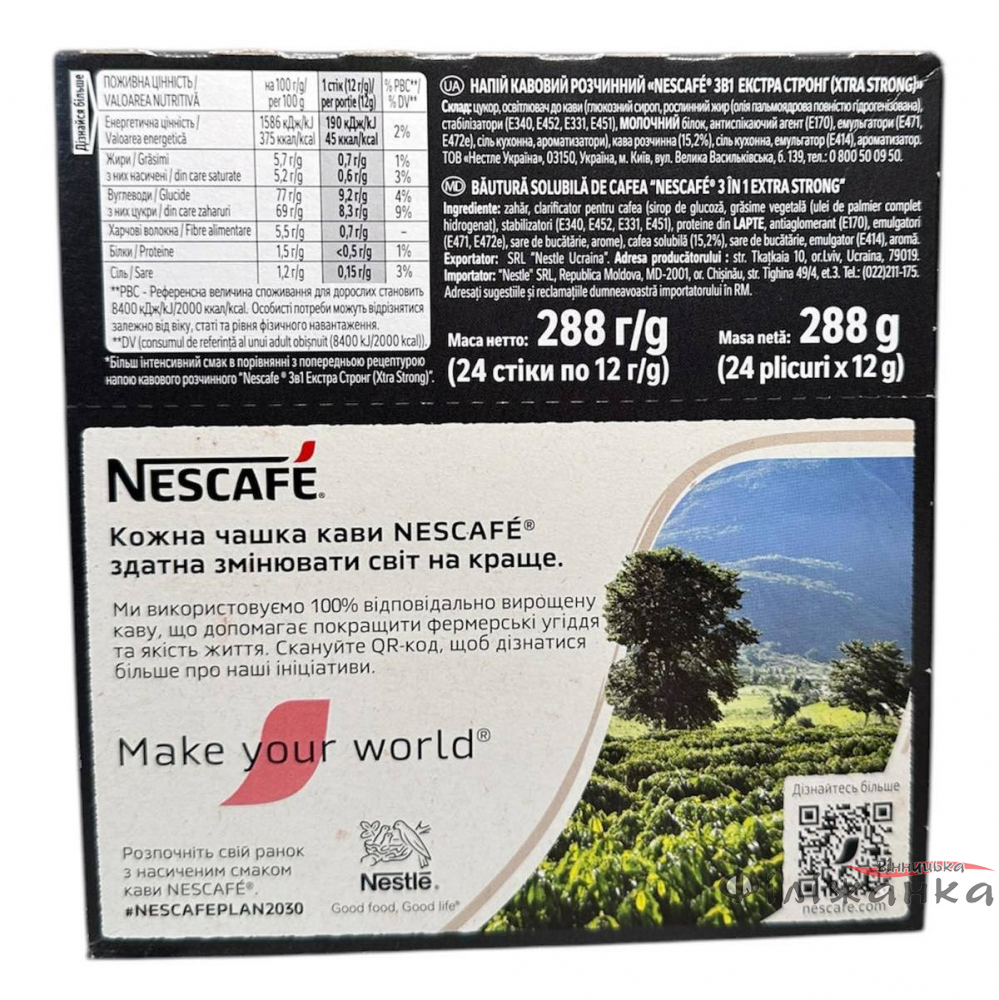 Дізнайся більше
ПОЖИВНА ЦІННІСТЬ / VALOAREA NUTRITIVĂ | на 100 г/g per 100 g | 1 стік (12 г/g)/ per porție (12g) | % РВС**/ % DV**
Енергетична цінність / Valoarea energetică | 1586 кДж/kJ 375 ккал/kcal | 190 кДж/kJ 45 ккал/kcal | 2%
Жири / Grăsimi | 5,7 г/g | 0,7 г/g | 1%
з них насичені / din care saturate | 5,2 г/g | 0,6 г/g | 3%
Вуглеводи / Glucide | 77 г/g | 9,2 г/g | 4%
з них цукри / din care zaharuri | 69 г/g | 8,3 г/g | 9%
Харчові волокна / Fibre alimentare | 5,5 г/g | 0,7 г/g | –
Білки / Proteine | 1,5 г/g | <0,5 г/g | 1%
Сіль / Sare | 1,2 г/g | 0,15 г/g | 3%
**РВС - Референсна величина споживання для дорослих становить
8400 кДж/kJ/2000 ккал/kcal. Особисті потреби можуть відрізнятися
залежно від віку, статі та рівня фізичного навантаження.
**DV (consumul de referință al unui adult obișnuit (8400 kJ/2000 kcal)).
*Більш інтенсивний смак в порівнянні з попередньою рецептурою
напою кавового розчинного "Nescafe ® 3в1 Екстра Стронг (Xtra Strong)".
UA НАПІЙ КАВОВИЙ РОЗЧИННИЙ «NESCAFÉ® 3В1 ЕКСТРА СТРОНГ (XTRA STRONG)»
Склад: цукор, освітлювач до кави (глюкозний сироп, рослинний жир (олія пальмоядрова повністю гідрогенізована),
стабілізатори (Е340, Е452, Е331, Е451), МОЛОЧНИЙ білок, антиспікаючий агент (Е170), емульгатори (Е471,
Е472е), сіль кухонна, ароматизатори), кава розчинна (15,2%), сіль кухонна, емульгатор (Е414), ароматизатор.
ТОВ «Нестле Україна», 03150, Україна, м. Київ, вул. Велика Васильківська, б. 139, тел.: 0 800 50 09 50.
MD BĂUTURĂ SOLUBILĂ DE CAFEA "NESCAFÉ® 3 ÎN 1 EXTRA STRONG"
Ingrediente: zahăr, clarificator pentru cafea (sirop de glucoză, grăsime vegetală (ulei de palmier complet
hidrogenat), stabilizatori (E340, E452, E331, E451), proteine din LAPTE, antiaglomerant (E170), emulgatori
(E471, E472e), sare de bucătărie, arome), cafea solubilă (15,2%), sare de bucătărie, emulgator (E414), aromă.
Exportator: SRL "Nestle Ucraina". Adresa producătorului : str. Tkațkaia 10, or.Lviv, Ucraina, 79019.
Importator: "Nestle" SRL, Republica Moldova, MD-2001, or. Chișinău, str. Tighina 49/4, et.3. Tel.: (022)211-175.
Adresați sugestiile și reclamațiile dumneavoastră importatorului în RM.
Маса нетто: 288 г/g
(24 стіки по 12 г/g)
Masa netă: 288 g
(24 plicuri x 12 g)
NESCAFÉ®
Кожна чашка кави NESCAFÉ®
здатна змінювати світ на краще.
Ми використовуємо 100% відповідально вирощену
каву, що допомагає покращити фермерські угіддя
та якість життя. Скануйте QR-код, щоб дізнатися
більше про наші ініціативи.
Make your world®
Розпочніть свій ранок
з насиченим смаком
кави NESCAFÉ®.
#NESCAFEPLAN2030
Nestlé®
Good food, Good life®
Дізнайтесь більше
Вінницька
Філіжанка
nescafe.com